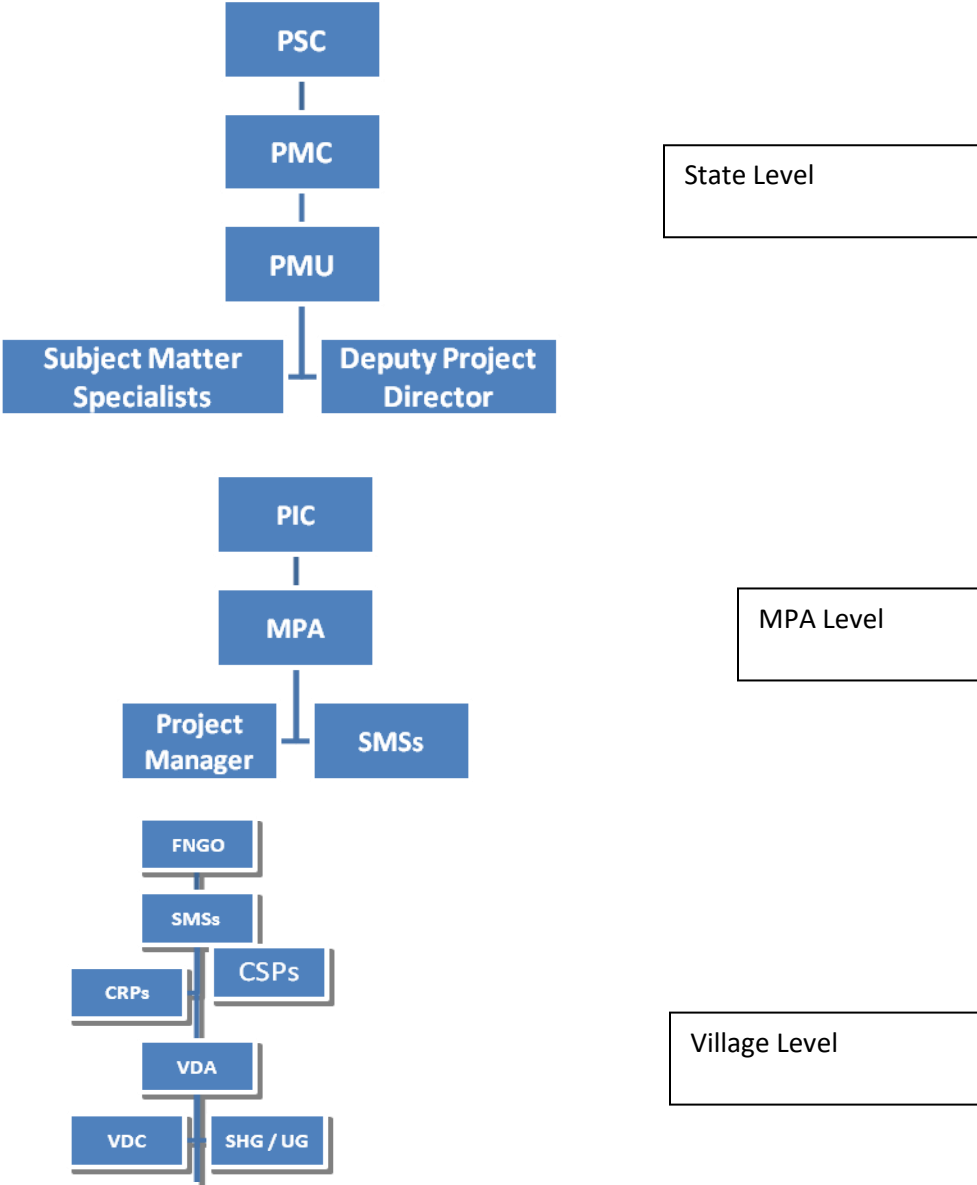 PSC
PMC
State Level
PMU
Subject Matter
Specialists
Deputy Project
Director
PIC
MPA
MPA Level
Project
Manager
SMSs
FNGO
SMSs
CSPs
CRPs
Village Level
VDA
VDC
SHG / UG